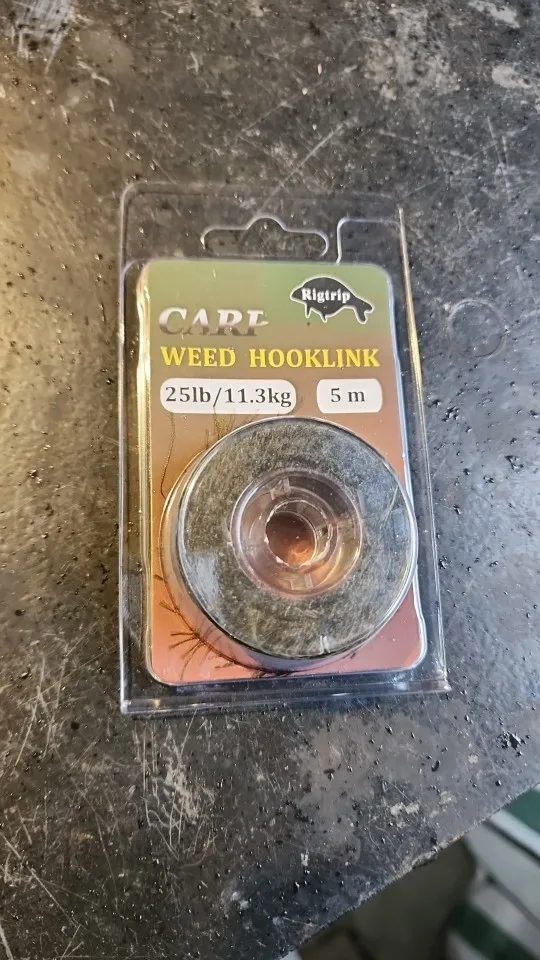 Rigtrip
CARP
WEED HOOKLINK
25lb/11.3kg 5 m